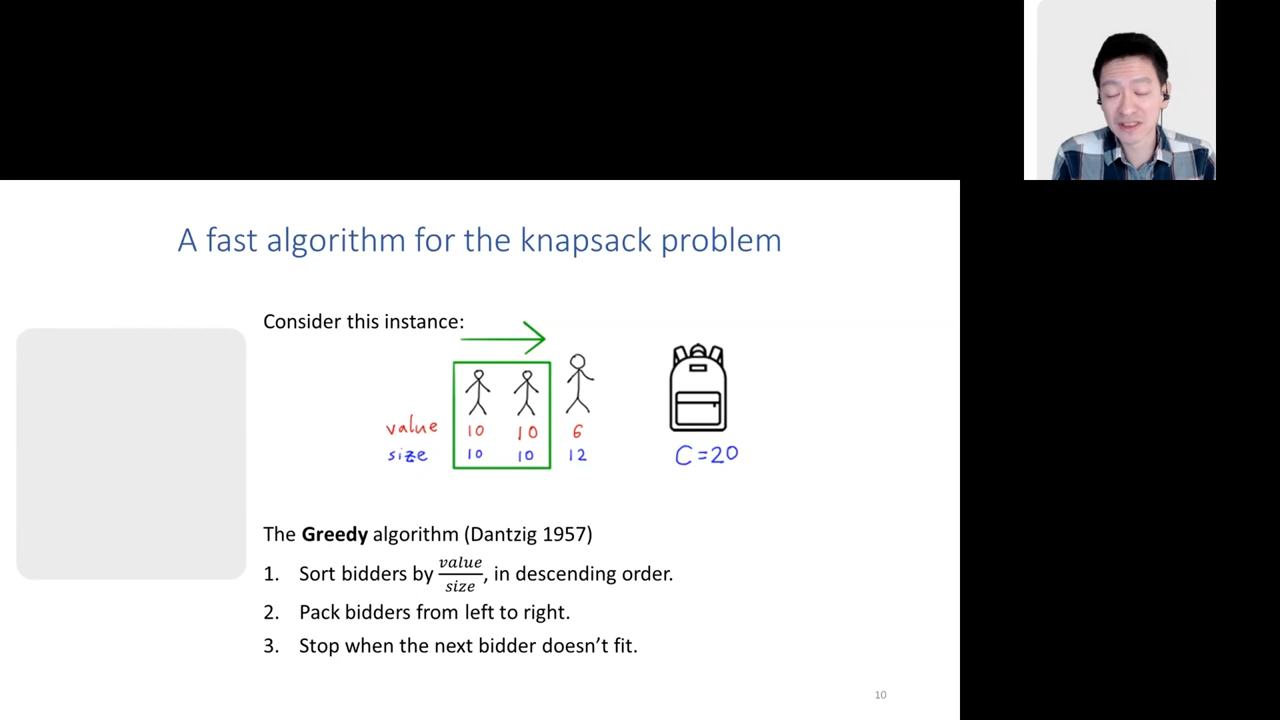 A fast algorithm for the knapsack problem
Consider this instance:
value 10 10 6
size 10 10 12
C=20
The Greedy algorithm (Dantzig 1957)
1. Sort bidders by value/size, in descending order.
2. Pack bidders from left to right.
3. Stop when the next bidder doesn’t fit.
10